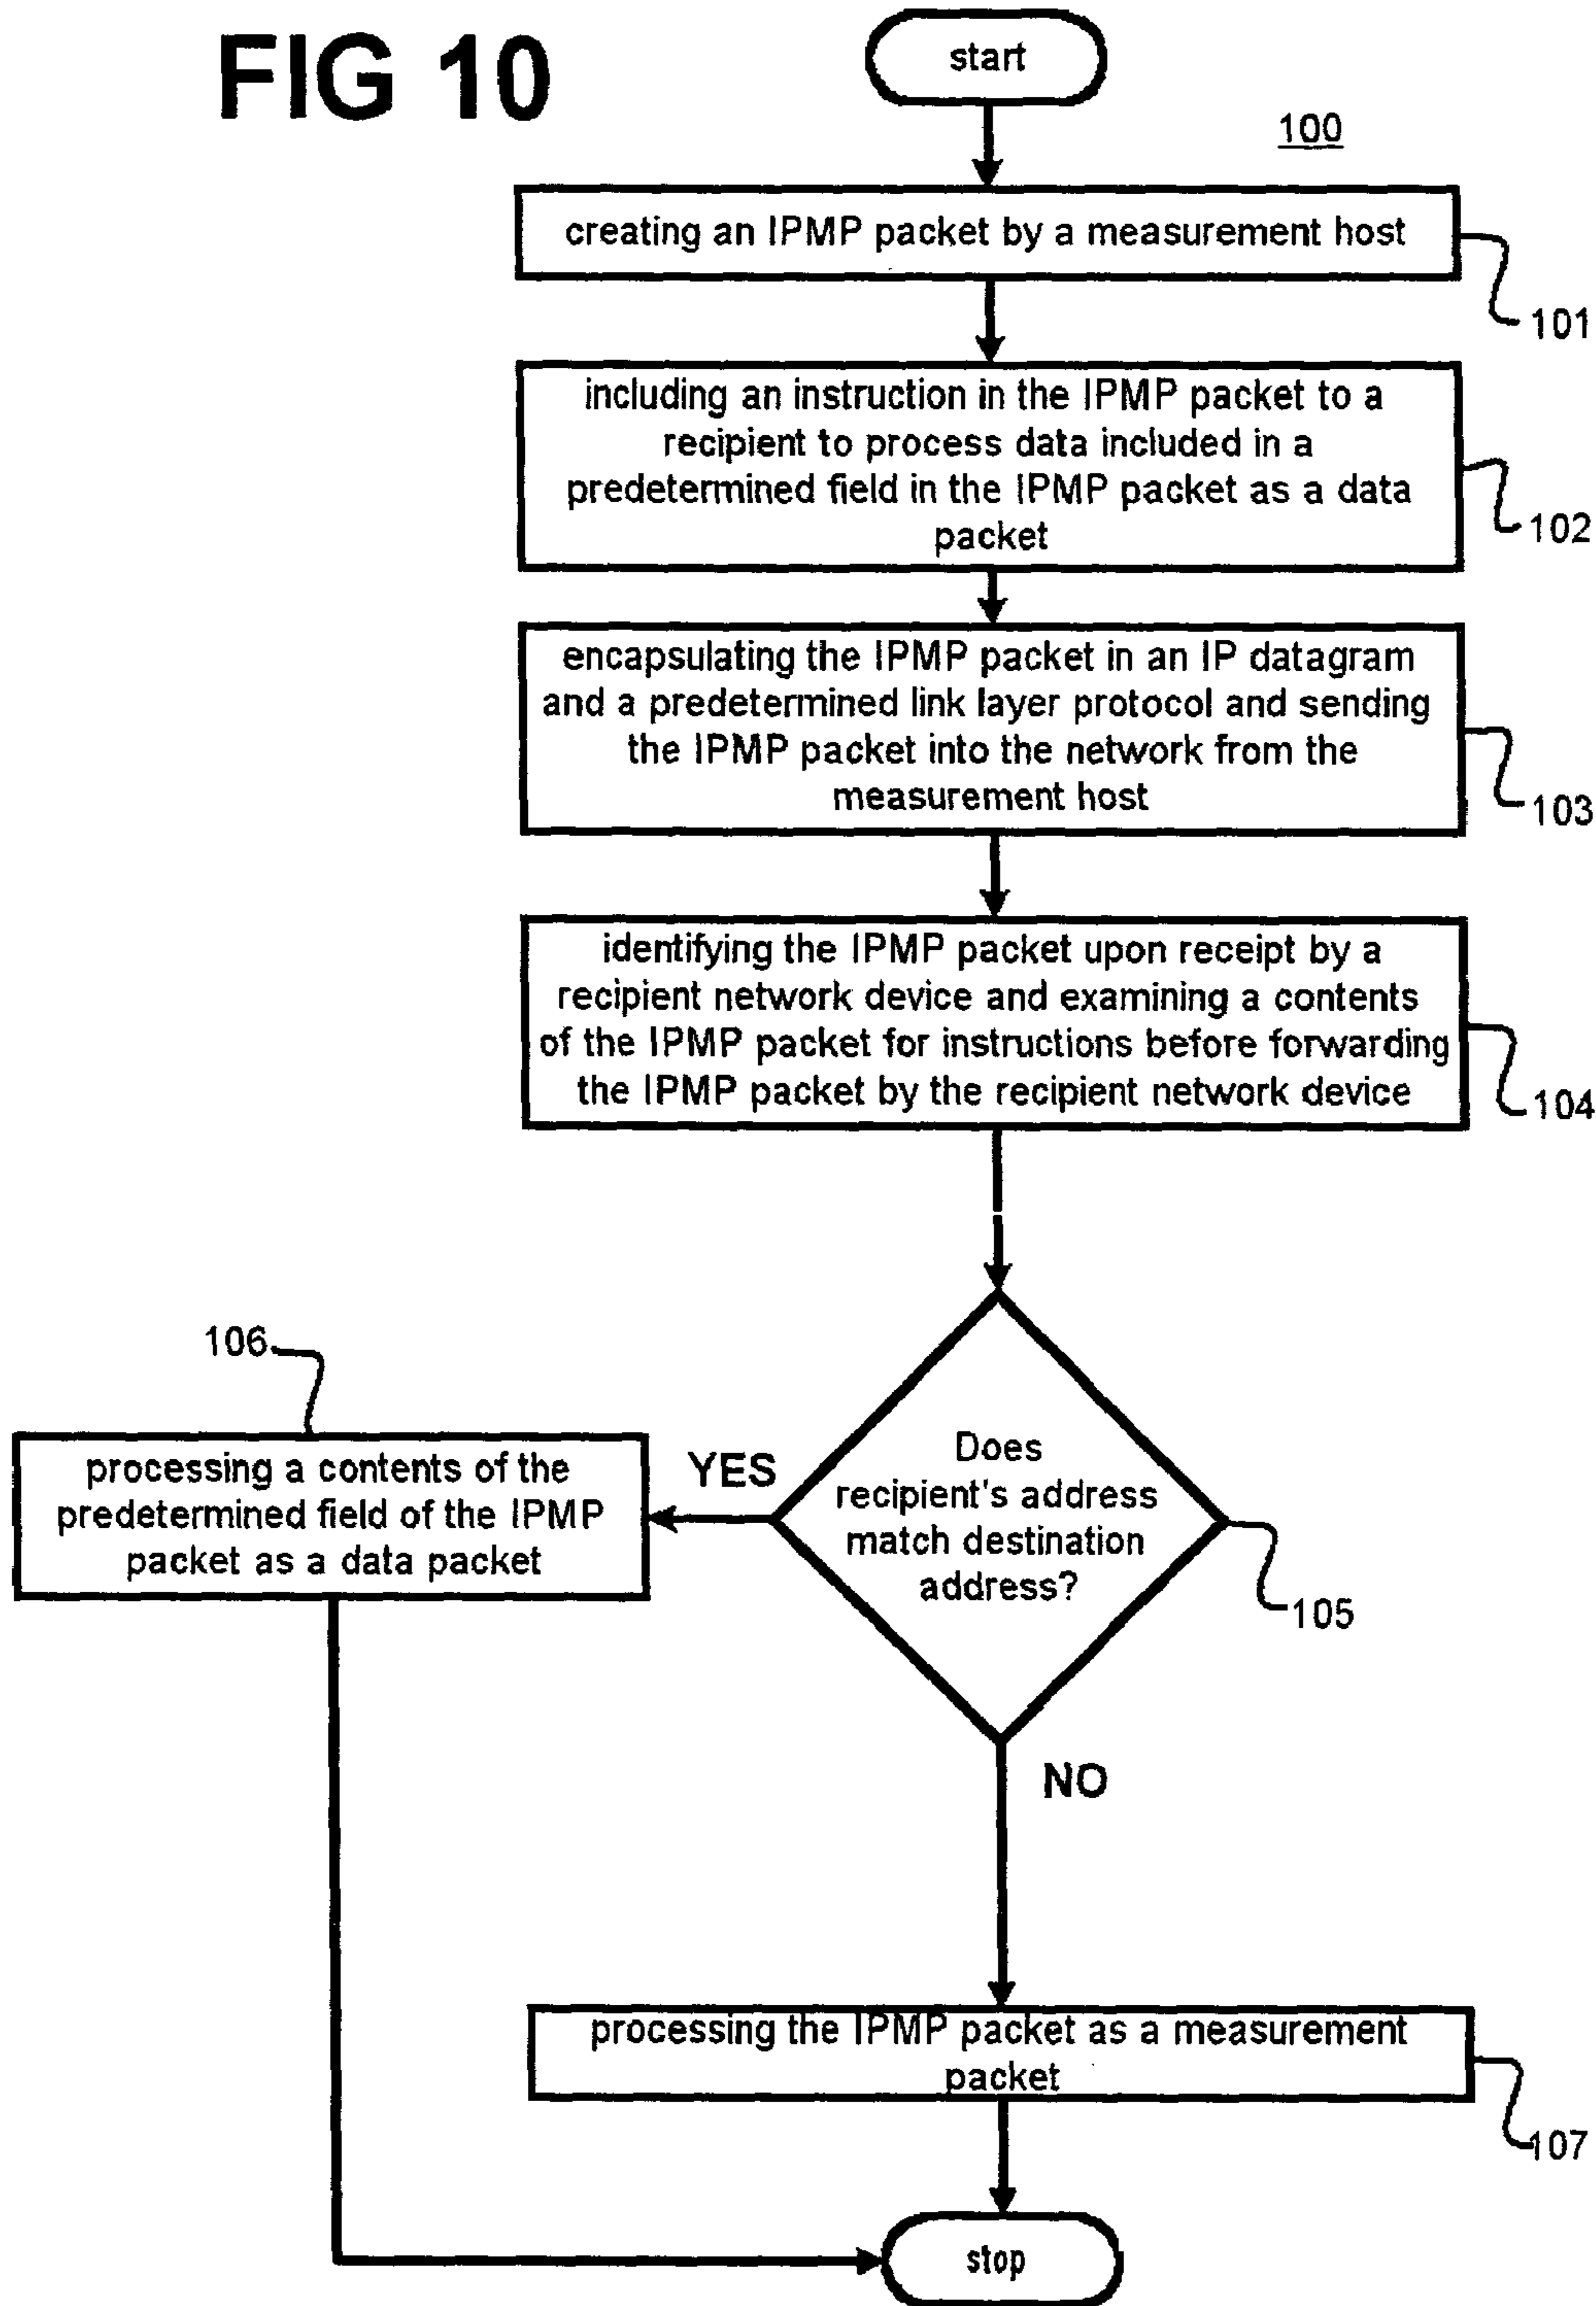 FIG 10
start
100
creating an IPMP packet by a measurement host
101
including an instruction in the IPMP packet to a
recipient to process data included in a
predetermined field in the IPMP packet as a data
packet
102
encapsulating the IPMP packet in an IP datagram
and a predetermined link layer protocol and sending
the IPMP packet into the network from the
measurement host
103
identifying the IPMP packet upon receipt by a
recipient network device and examining a contents
of the IPMP packet for instructions before forwarding
the IPMP packet by the recipient network device
104
Does
recipient's address
match destination
address?
105
YES
106
processing a contents of the
predetermined field of the IPMP
packet as a data packet
NO
processing the IPMP packet as a measurement
packet
107
stop